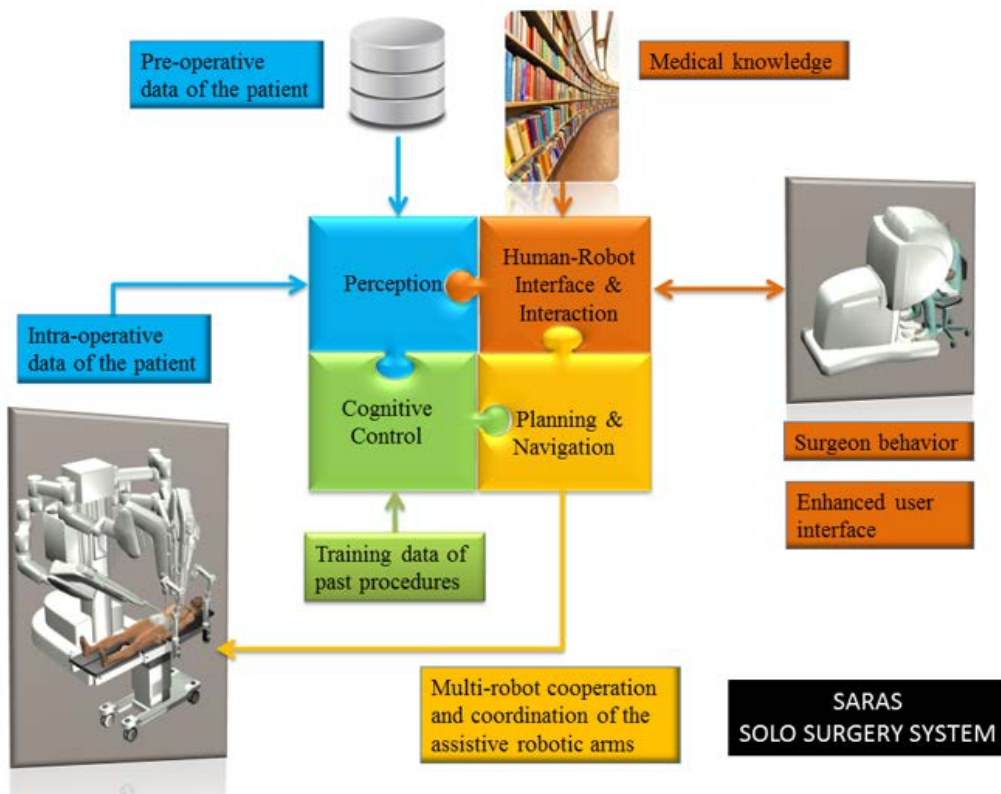 Pre-operative
data of the patient
Medical knowledge
Perception
Human-Robot
Interface &
Interaction
Intra-operative
data of the patient
Cognitive
Control
Planning &
Navigation
Surgeon behavior
Enhanced user
interface
Training data of
past procedures
Multi-robot cooperation
and coordination of the
assistive robotic arms
SARAS
SOLO SURGERY SYSTEM